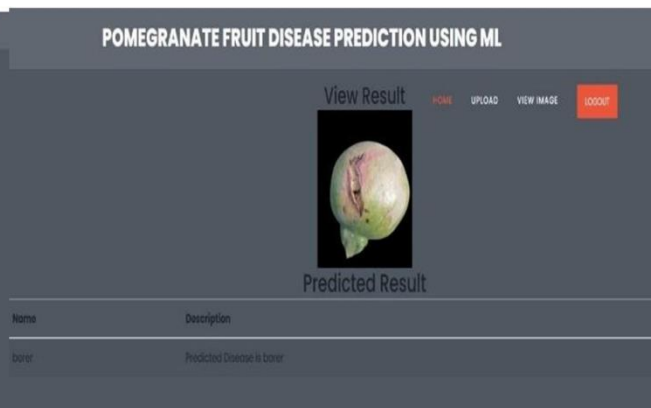 POMEGRANATE FRUIT DISEASE PREDICTION USING ML
View Result
HOME UPLOAD VIEW IMAGE LOGOUT
Predicted Result
Name Description
borer Predicted Disease is borer